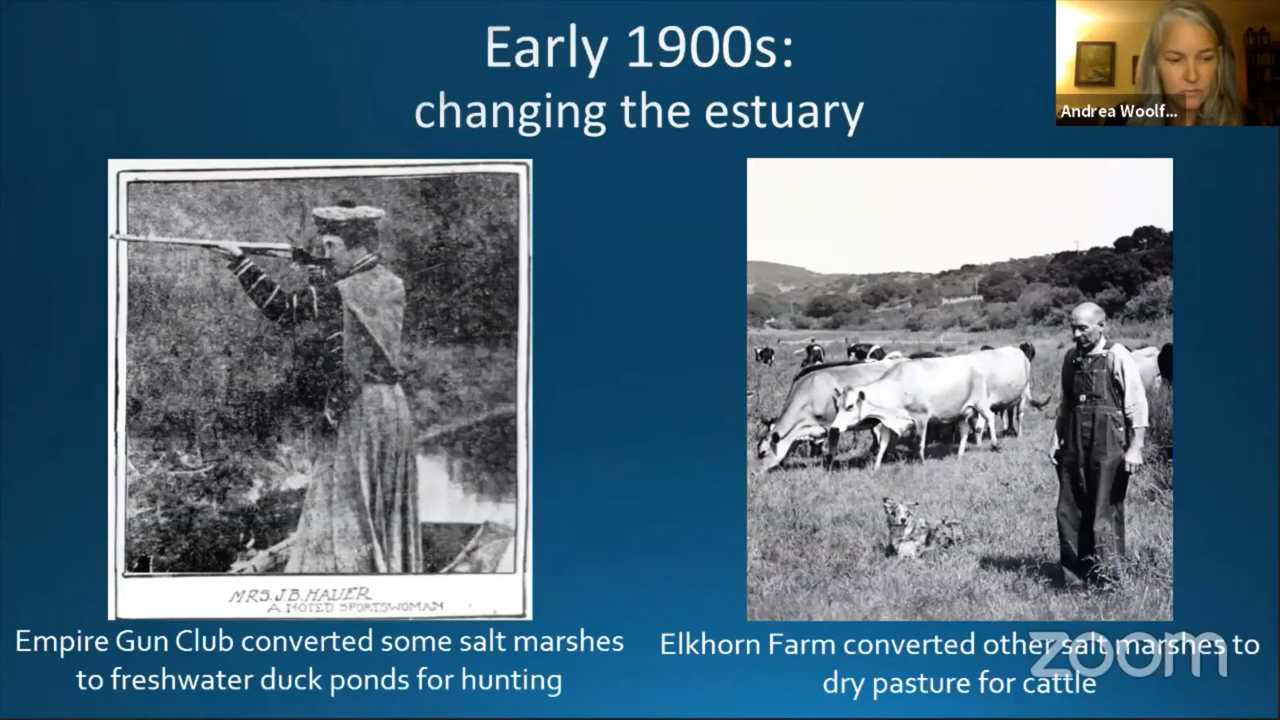 Early 1900s:
changing the estuary
Andrea Woolf...
MRS. J B. HAUER
A NOTED SPORTSWOMAN
Empire Gun Club converted some salt marshes
to freshwater duck ponds for hunting
Elkhorn Farm converted other salt marshes to
dry pasture for cattle
zoom